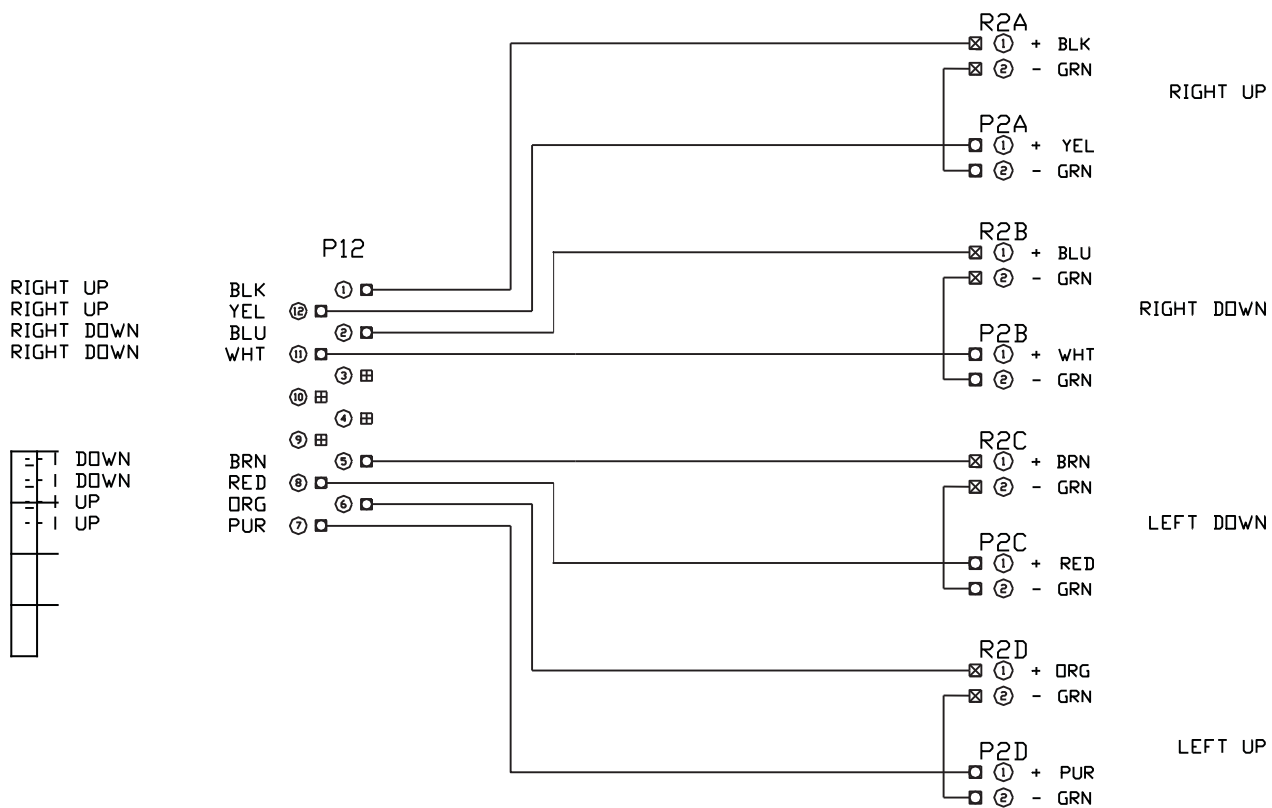 R2A
① + BLK
② - GRN
RIGHT UP
P2A
① + YEL
② - GRN
R2B
① + BLU
② - GRN
RIGHT DOWN
P2B
① + WHT
② - GRN
P12
RIGHT UP BLK ①
RIGHT UP YEL ⑫
RIGHT DOWN BLU ②
RIGHT DOWN WHT ⑪
③
⑩
④
⑨
DOWN BRN ⑤
DOWN RED ⑧
UP ORG ⑥
UP PUR ⑦
R2C
① + BRN
② - GRN
LEFT DOWN
P2C
① + RED
② - GRN
R2D
① + ORG
② - GRN
LEFT UP
P2D
① + PUR
② - GRN